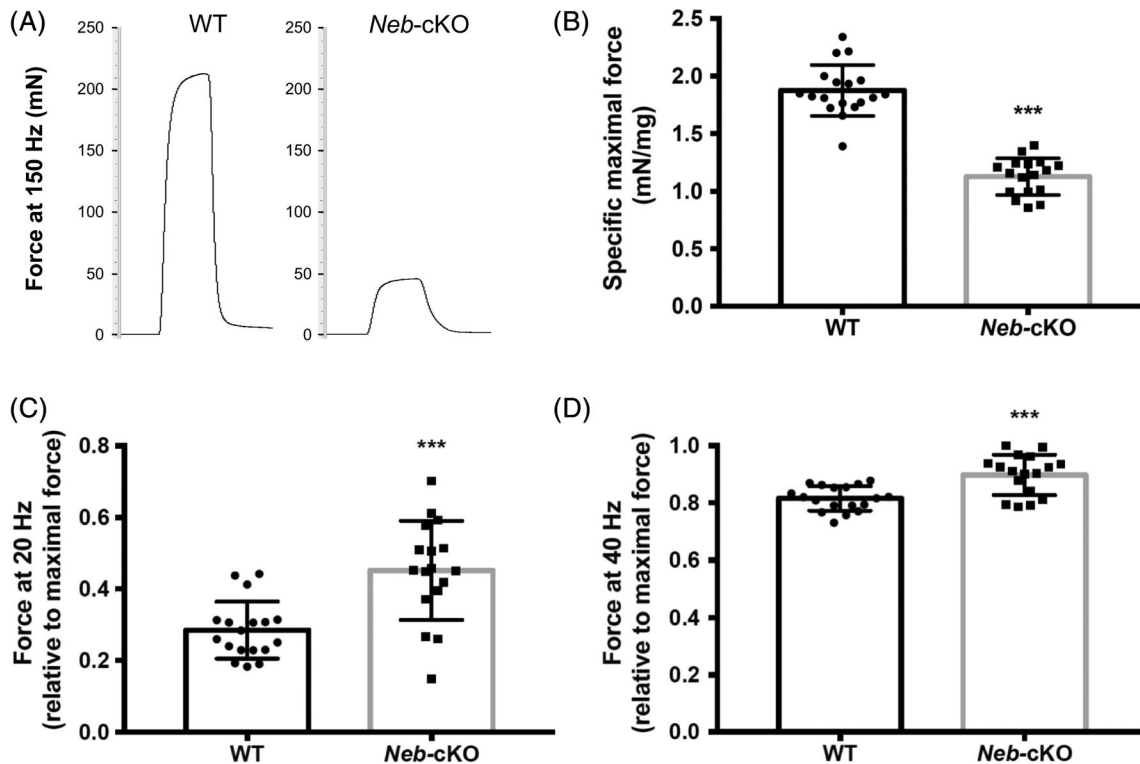 (A)
WT
Neb-cKO
Force at 150 Hz (mN)
250
200
150
100
50
0
250
200
150
100
50
0
(B)
Specific maximal force
(mN/mg)
2.5
2.0
1.5
1.0
0.5
0.0
***
WT
Neb-cKO
(C)
Force at 20 Hz
(relative to maximal force)
0.8
0.6
0.4
0.2
0.0
***
WT
Neb-cKO
(D)
Force at 40 Hz
(relative to maximal force)
1.0
0.8
0.6
0.4
0.2
0.0
***
WT
Neb-cKO